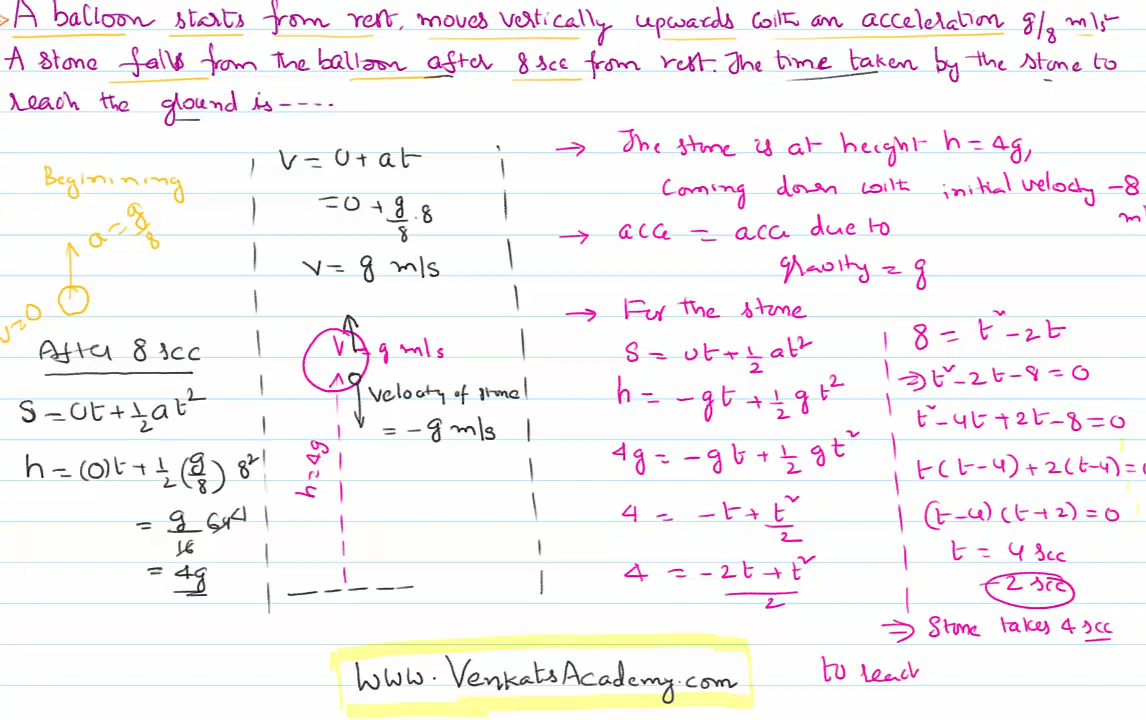 A balloon starts from rest, moves vertically upwards with an acceleration g/8 m/s²
A stone falls from the balloon after 8 sec from rest. The time taken by the stone to
reach the ground is ----.
Beginining
a = g/8
v=0
After 8 sec
S = Ut + 1/2 at²
h = (0)t + 1/2 (g/8) 8²
= g/16 64 4
= 4g
V = U + at
= 0 + g/8 . 8
V = g m/s
g m/s
velocity of stone
= -g m/s
h = 4g
→ The stone is at height h = 4g,
Coming down with initial velocity -g
m/
→ acc = acc due to
gravity = g
→ For the stone
S = ut + 1/2 at²
h = -gt + 1/2 gt²
4g = -gt + 1/2 gt²
4 = -t + t²/2
4 = -2t + t²/2
8 = t² - 2t
⇒ t² - 2t - 8 = 0
t² - 4t + 2t - 8 = 0
t(t-4) + 2(t-4) = 0
(t-4)(t+2) = 0
t = 4 sec
-2 sec
⇒ Stone takes 4 sec
to reach
www.VenkatsAcademy.com